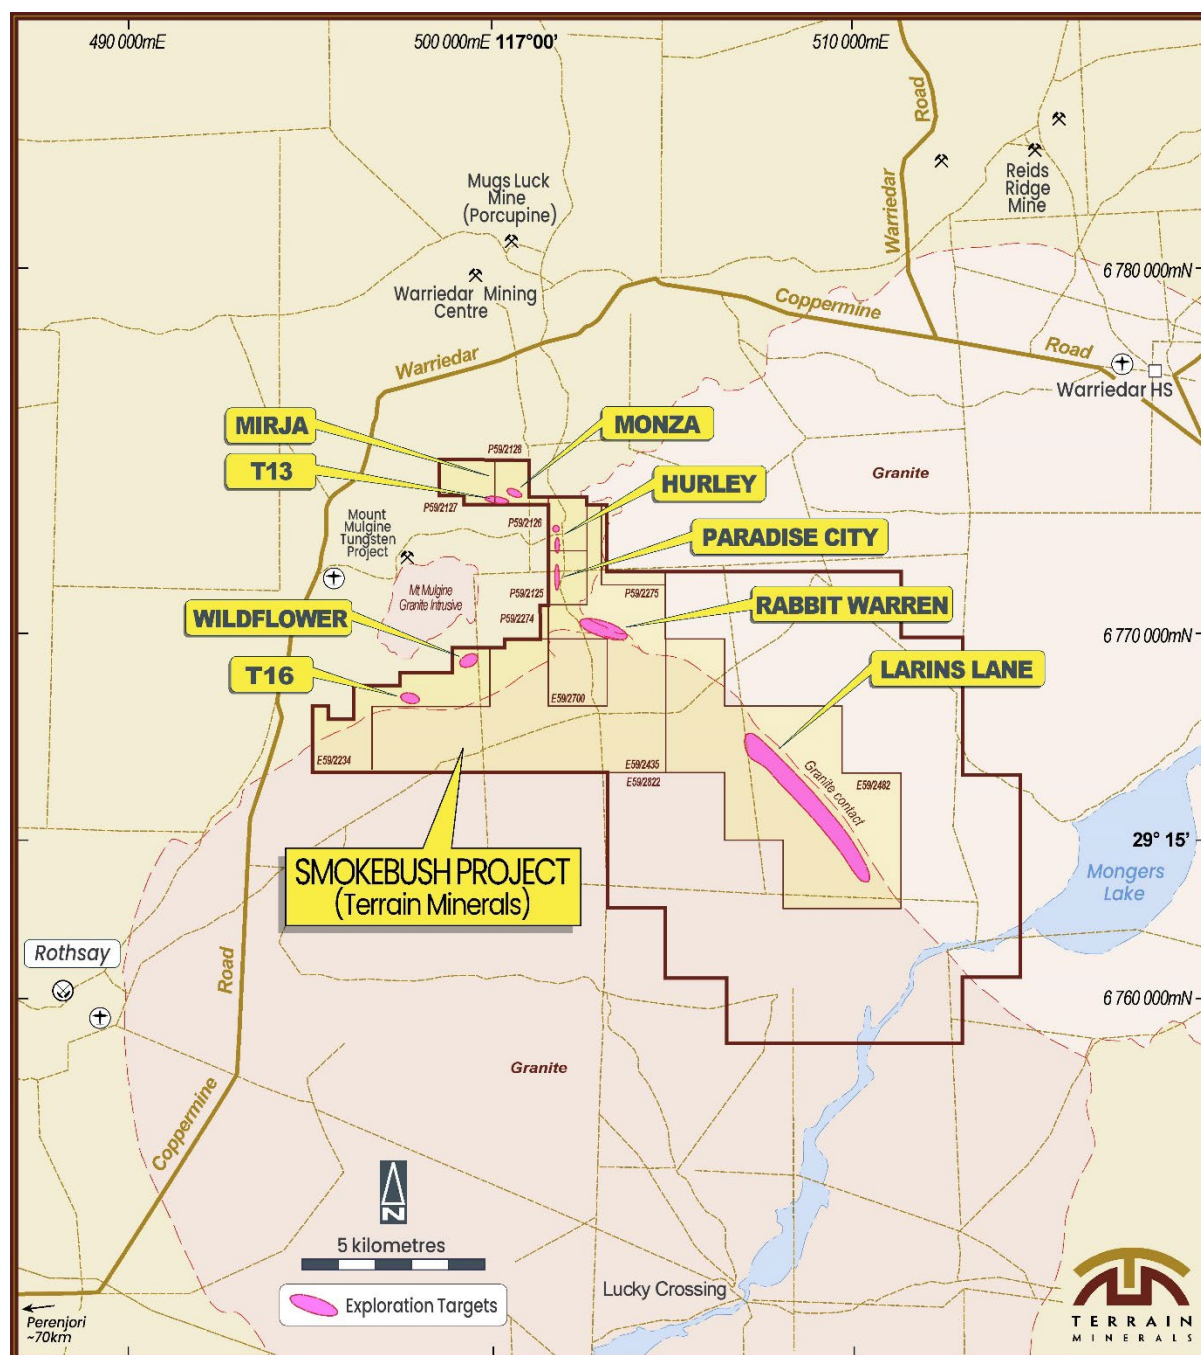 490 000mE
500 000mE 117°00'
510 000mE
Road
Warriedar
Mugs Luck
Mine
(Porcupine)
Reids
Ridge
Mine
6 780 000mN
Warriedar Mining
Centre
Coppermine
Road
Warriedar
Warriedar HS
MIRJA
MONZA
P59/2128
T13
HURLEY
Granite
P59/2127
P59/2126
Mount
Mulgine
Tungsten
Project
PARADISE CITY
Mt Mulgine
Granite Intrusive
P59/2125
P59/2275
RABBIT WARREN
WILDFLOWER
P59/2274
6 770 000mN
T16
LARINS LANE
E59/2700
E59/2234
E59/2435
E59/2822
Granite contact
E59/2482
SMOKEBUSH PROJECT
(Terrain Minerals)
29° 15'
Mongers
Lake
Rothsay
Road
6 760 000mN
Granite
Coppermine
N
5 kilometres
Exploration Targets
Lucky Crossing
Perenjori
~70km
TERRAIN
MINERALS